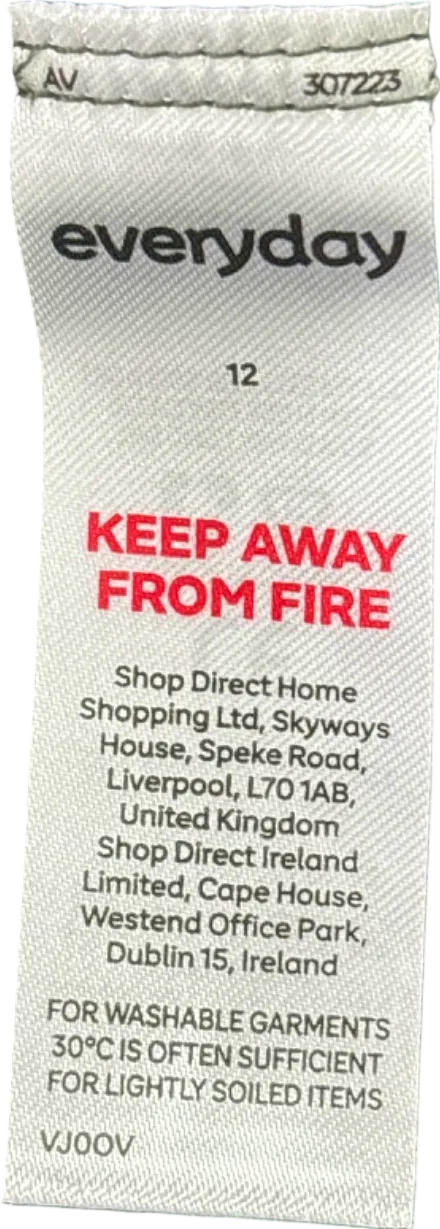 AV 307223
everyday
12
KEEP AWAY
FROM FIRE
Shop Direct Home
Shopping Ltd, Skyways
House, Speke Road,
Liverpool, L70 1AB,
United Kingdom
Shop Direct Ireland
Limited, Cape House,
Westend Office Park,
Dublin 15, Ireland
FOR WASHABLE GARMENTS
30°C IS OFTEN SUFFICIENT
FOR LIGHTLY SOILED ITEMS
VJ0OV